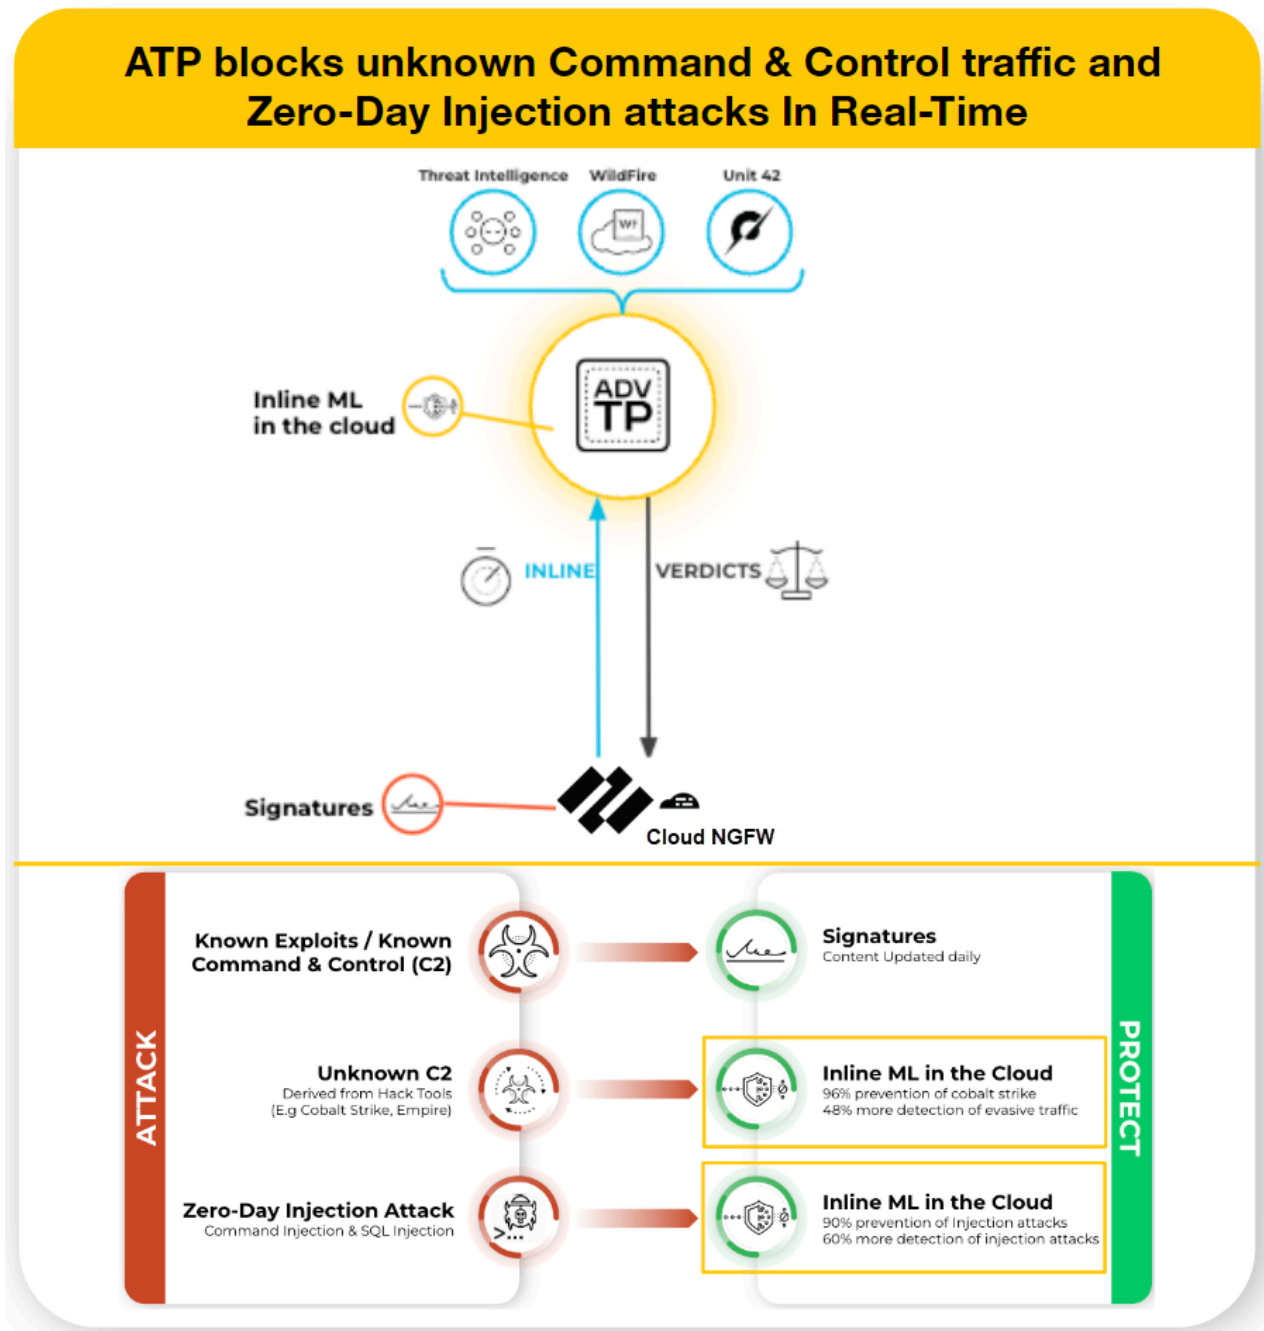 ATP blocks unknown Command & Control traffic and
Zero-Day Injection attacks In Real-Time
Threat Intelligence
WildFire
Unit 42
WF
ADV
TP
Inline ML
in the cloud
INLINE
VERDICTS
Signatures
Cloud NGFW
ATTACK
Known Exploits / Known
Command & Control (C2)
Signatures
Content Updated daily
Unknown C2
Derived from Hack Tools
(E.g Cobalt Strike, Empire)
Inline ML in the Cloud
96% prevention of cobalt strike
48% more detection of evasive traffic
Zero-Day Injection Attack
Command Injection & SQL Injection
>...
Inline ML in the Cloud
90% prevention of Injection attacks
60% more detection of injection attacks
PROTECT